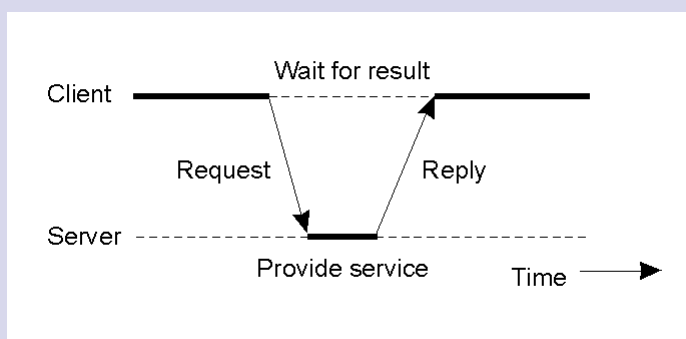 Wait for result
Client
Request
Reply
Server
Provide service
Time